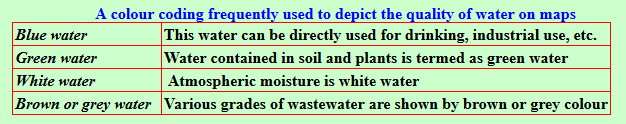 A colour coding frequently used to depict the quality of water on maps
Blue water This water can be directly used for drinking, industrial use, etc.
Green water Water contained in soil and plants is termed as green water
White water Atmospheric moisture is white water
Brown or grey water Various grades of wastewater are shown by brown or grey colour